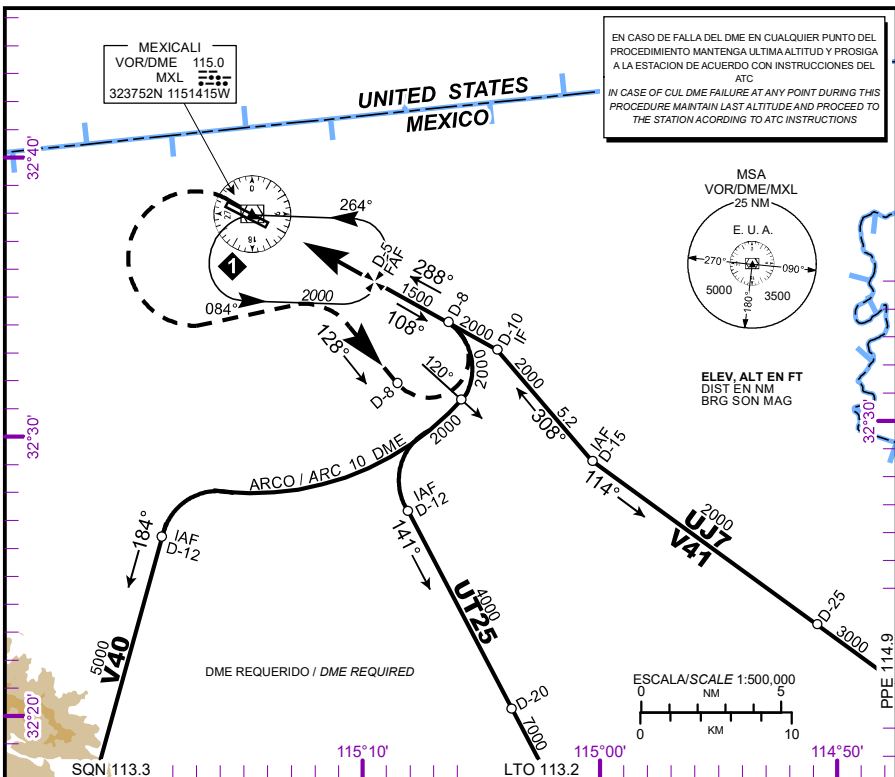 MEXICALI
VOR/DME 115.0
MXL
323752N 1151415W
EN CASO DE FALLA DEL DME EN CUALQUIER PUNTO DEL
PROCEDIMIENTO MANTENGA ULTIMA ALTITUD Y PROSIGA
A LA ESTACION DE ACUERDO CON INSTRUCCIONES DEL
ATC
IN CASE OF CUL DME FAILURE AT ANY POINT DURING THIS
PROCEDURE MAINTAIN LAST ALTITUDE AND PROCEED TO
THE STATION ACORDING TO ATC INSTRUCTIONS
UNITED STATES
MEXICO
32°40'
MSA
VOR/DME/MXL
25 NM
E. U. A.
270°
090°
5000
3500
180°
0
27
18
264°
1
D-5
FAF
288°
084°
2000
1500
108°
D-8
2000
D-10
IF
128°
D-8
120°
2000
2000
2000
5.2
308°
ELEV, ALT EN FT
DIST EN NM
BRG SON MAG
32°30'
32°30'
ARCO / ARC 10 DME
IAF
D-15
114°
2000
UJ7
V41
IAF
D-12
184°
IAF
D-12
141°
4000
UT25
D-25
3000
PPE 114.9
5000
V40
DME REQUERIDO / DME REQUIRED
D-20
7000
ESCALA/SCALE 1:500,000
0 NM 5
0 KM 10
32°20'
32°20'
115°10'
115°00'
114°50'
SQN 113.3
LTO 113.2